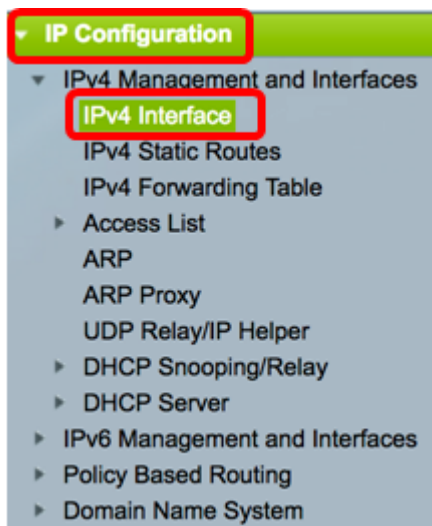 IP Configuration
IPv4 Management and Interfaces
IPv4 Interface
IPv4 Static Routes
IPv4 Forwarding Table
Access List
ARP
ARP Proxy
UDP Relay/IP Helper
DHCP Snooping/Relay
DHCP Server
IPv6 Management and Interfaces
Policy Based Routing
Domain Name System